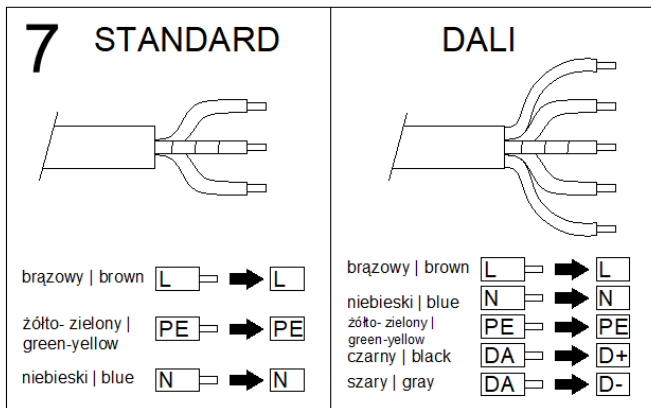 7 STANDARD
brązowy | brown L L
żółto- zielony |
green-yellow PE PE
niebieski | blue N N
DALI
brązowy | brown L L
niebieski | blue N N
żółto- zielony |
green-yellow PE PE
czarny | black DA D+
szary | gray DA D-